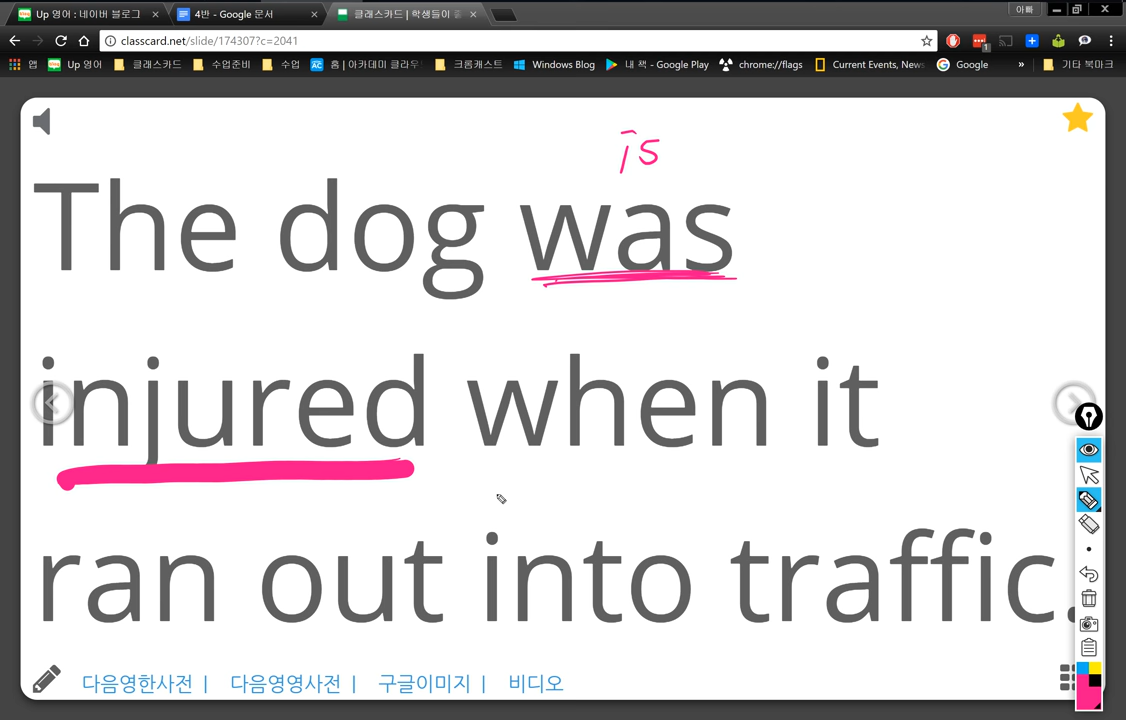 Up 영어 : 네이버 블로그
4반 - Google 문서
클래스카드 | 학생들이
아빠
classcard.net/slide/174307?c=2041
1
앱
Up 영어
클래스카드
수업준비
수업
홈 | 아카데미 클라우
크롬캐스트
Windows Blog
내 책 - Google Play
chrome://flags
Current Events, New
Google
»
기타 북마크
is
The dog was
injured when it
ran out into traffic.
다음영한사전 | 다음영영사전 | 구글이미지 | 비디오